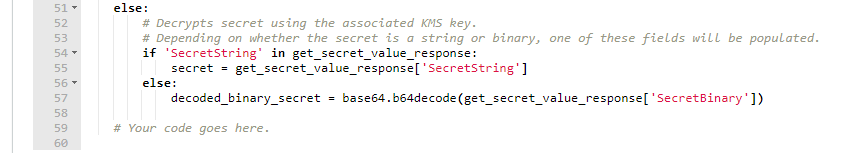 51 else:
52 # Decrypts secret using the associated KMS key.
53 # Depending on whether the secret is a string or binary, one of these fields will be populated.
54 if 'SecretString' in get_secret_value_response:
55 secret = get_secret_value_response['SecretString']
56 else:
57 decoded_binary_secret = base64.b64decode(get_secret_value_response['SecretBinary'])
58
59 # Your code goes here.
60